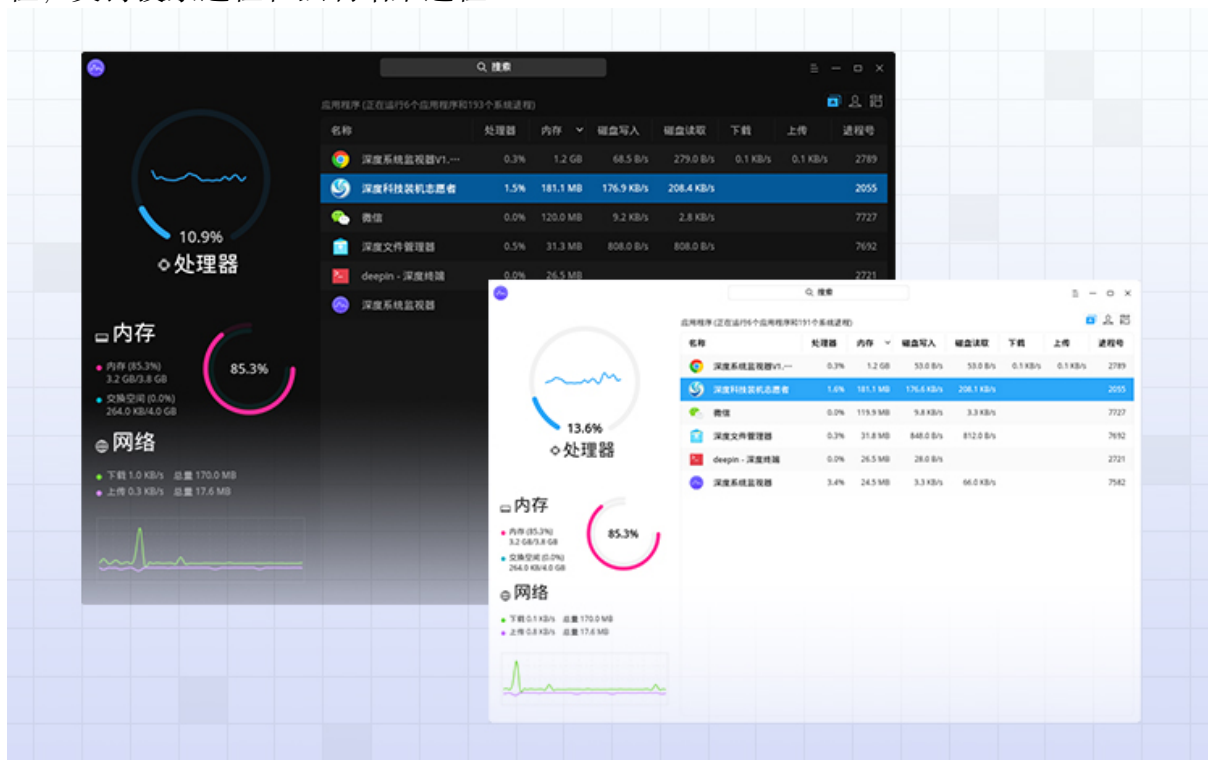 搜索
应用程序 (正在运行6个应用程序和193个系统进程)
名称 处理器 内存 磁盘写入 磁盘读取 下载 上传 进程号
深度系统监视器V1.… 0.3% 1.2 GB 68.5 B/s 279.0 B/s 0.1 KB/s 0.1 KB/s 2789
深度科技装机志愿者 1.5% 181.1 MB 176.9 KB/s 208.4 KB/s 2055
微信 0.0% 120.0 MB 9.2 KB/s 2.8 KB/s 7727
深度文件管理器 0.5% 31.3 MB 808.0 B/s 808.0 B/s 7692
deepin - 深度终端 0.0% 26.5 MB 2721
深度系统监视器
10.9%
处理器
内存
内存 (85.3%)
3.2 GB/3.8 GB
交换空间 (0.0%)
264.0 KB/4.0 GB
85.3%
网络
下载 1.0 KB/s 总量 170.0 MB
上传 0.3 KB/s 总量 17.6 MB
搜索
应用程序 (正在运行6个应用程序和191个系统进程)
名称 处理器 内存 磁盘写入 磁盘读取 下载 上传 进程号
深度系统监视器V1.… 0.3% 1.2 GB 53.0 B/s 53.0 B/s 0.1 KB/s 0.1 KB/s 2789
深度科技装机志愿者 1.6% 181.1 MB 176.6 KB/s 208.1 KB/s 2055
微信 0.0% 119.9 MB 9.8 KB/s 3.3 KB/s 7727
深度文件管理器 0.3% 31.8 MB 848.0 B/s 812.0 B/s 7692
deepin - 深度终端 0.0% 26.5 MB 28.0 B/s 2721
深度系统监视器 3.4% 24.5 MB 3.3 KB/s 66.0 KB/s 7582
13.6%
处理器
内存
内存 (85.3%)
3.2 GB/3.8 GB
交换空间 (0.0%)
264.0 KB/4.0 GB
85.3%
网络
下载 0.1 KB/s 总量 170.0 MB
上传 0.8 KB/s 总量 17.6 MB